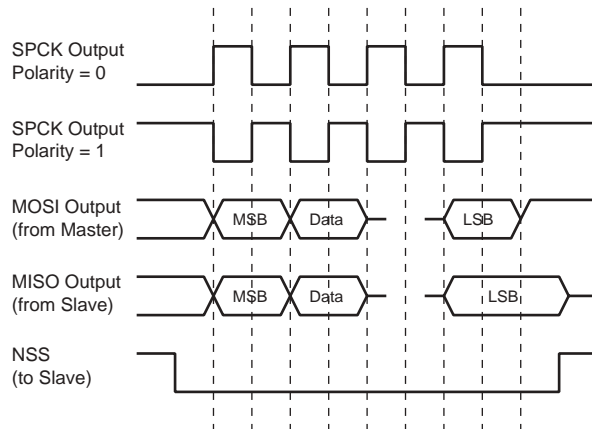 SPCK Output
Polarity = 0
SPCK Output
Polarity = 1
MOSI Output
(from Master)
MSB
Data
LSB
MISO Output
(from Slave)
MSB
Data
LSB
NSS
(to Slave)